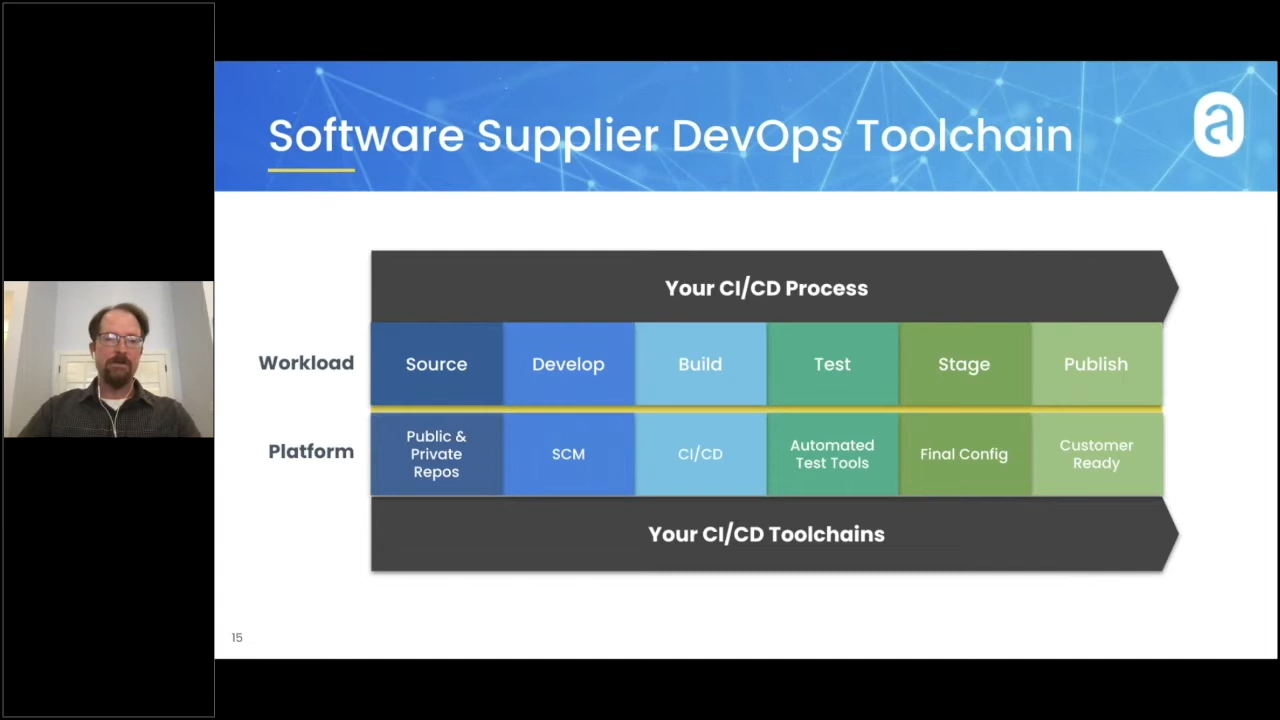 Software Supplier DevOps Toolchain
Your CI/CD Process
Workload
Source
Develop
Build
Test
Stage
Publish
Platform
Public &
Private
Repos
SCM
CI/CD
Automated
Test Tools
Final Config
Customer
Ready
Your CI/CD Toolchains
15